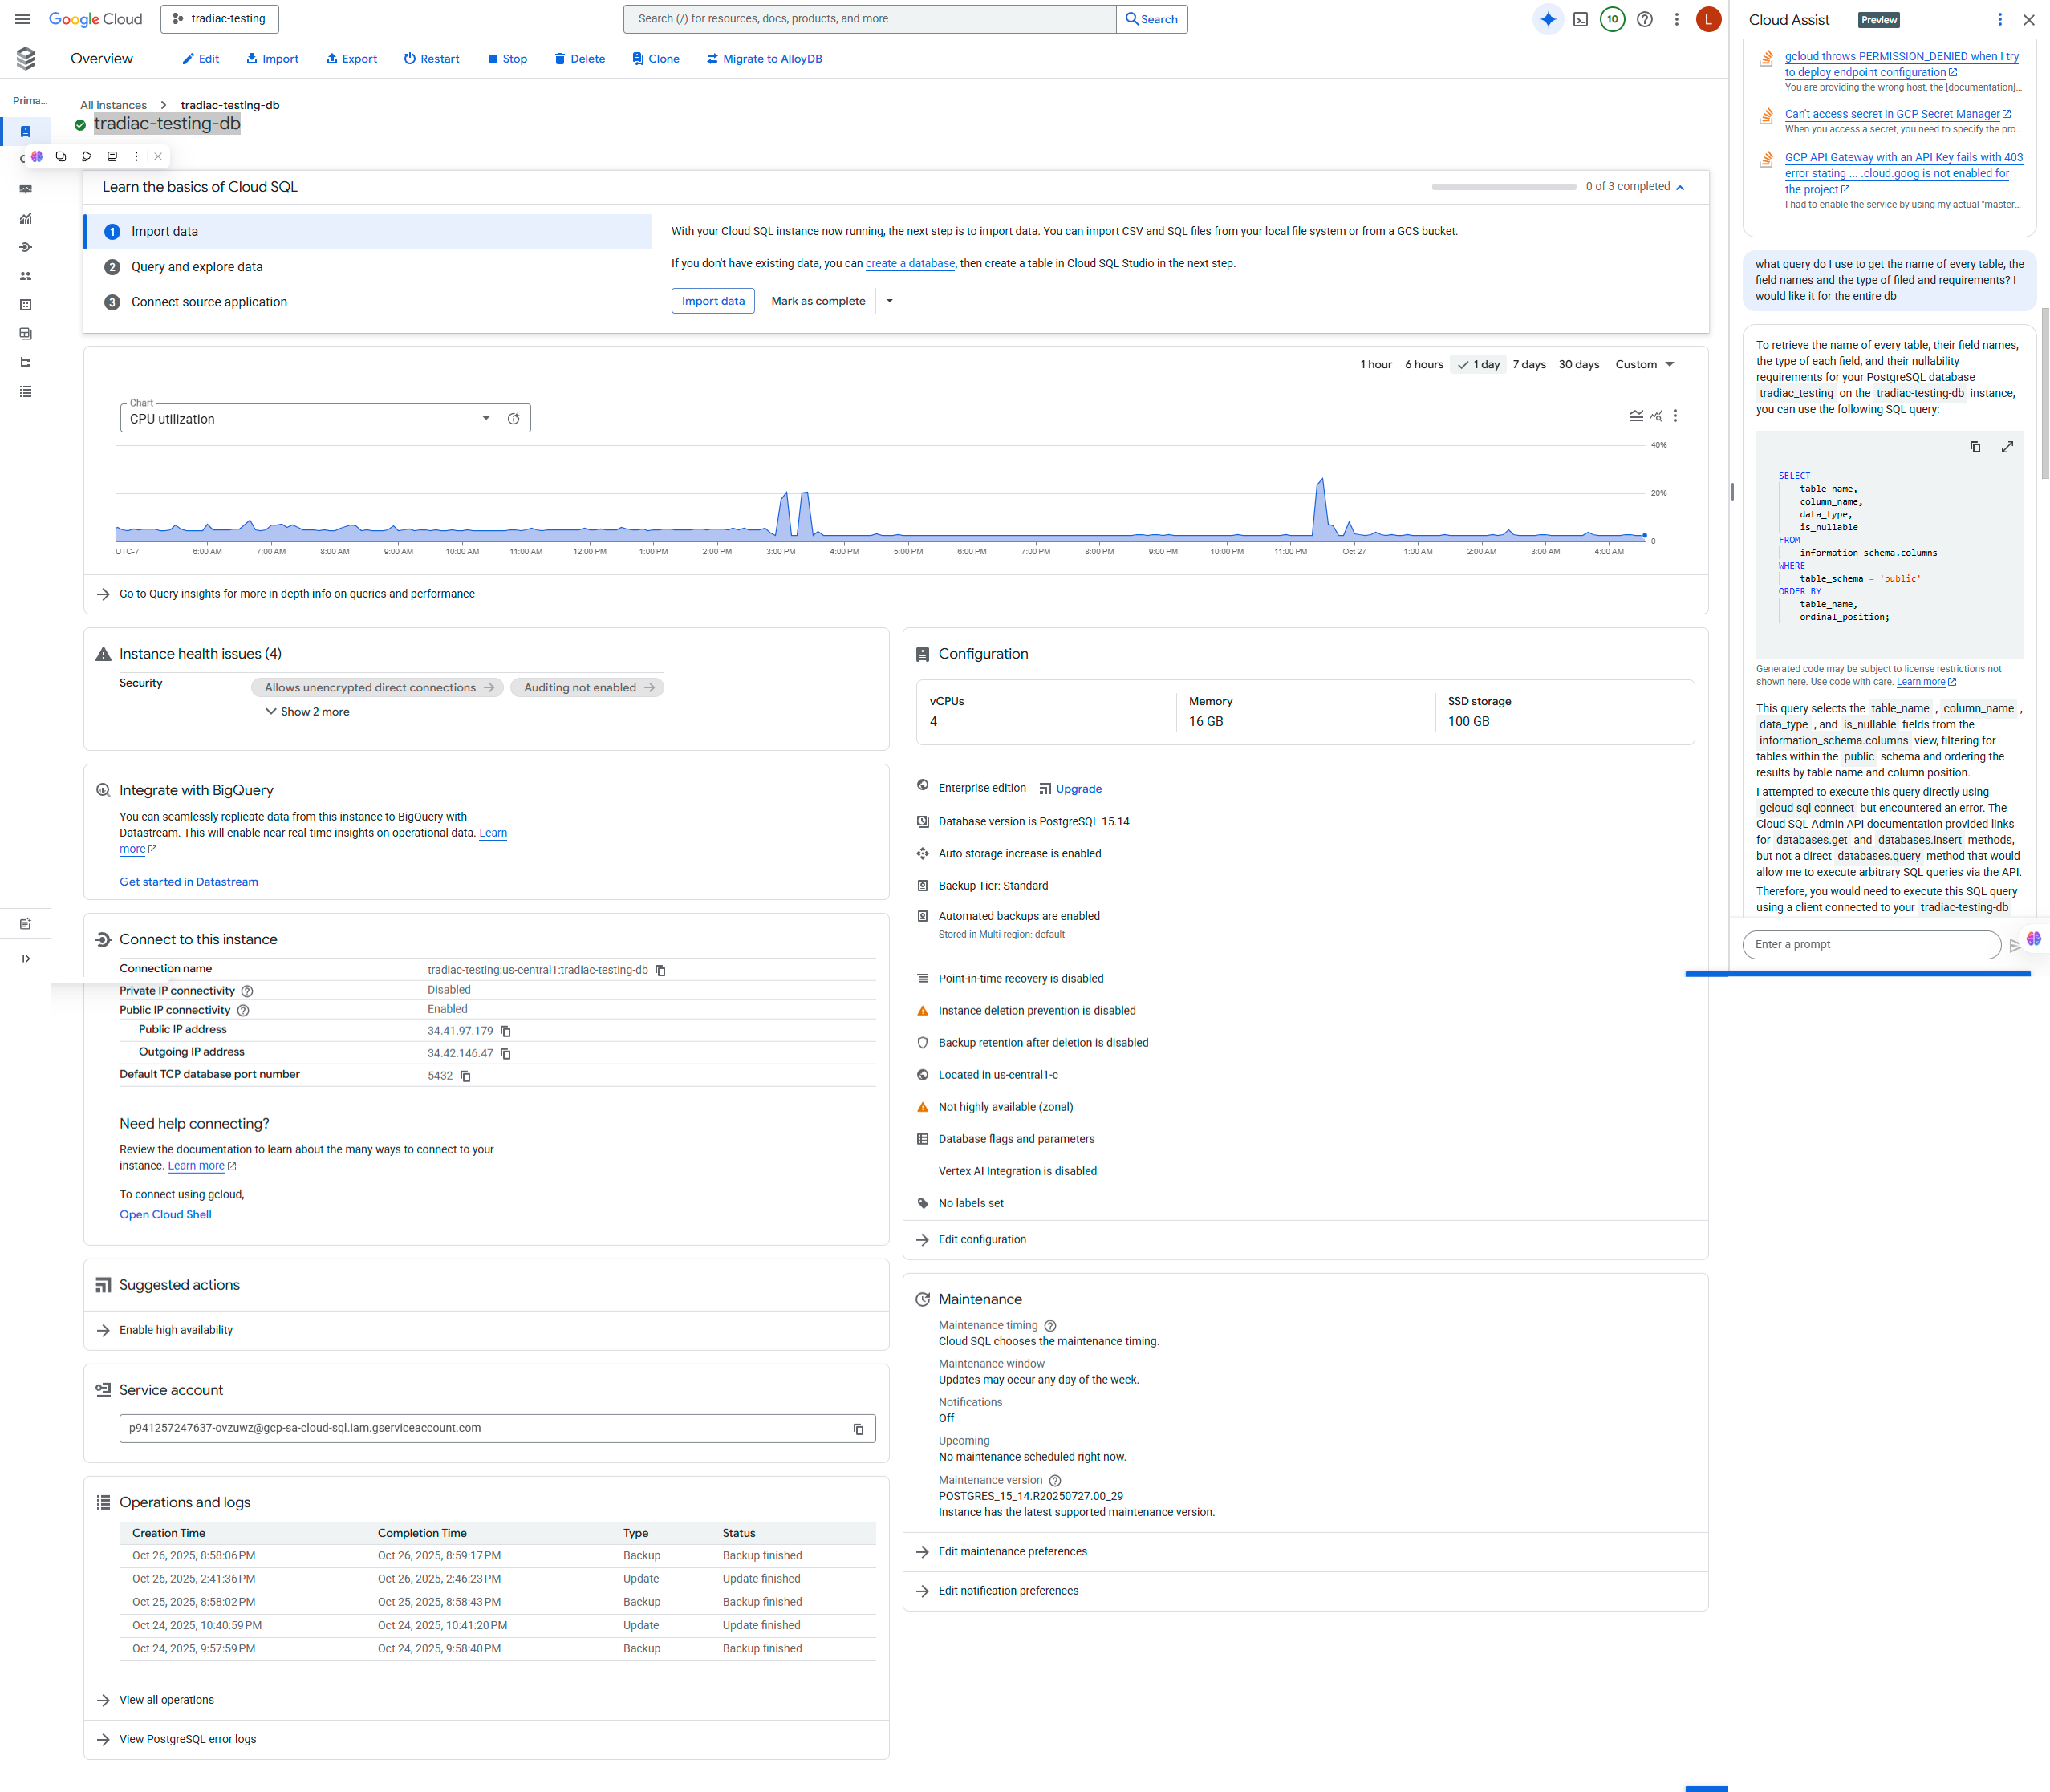 Google Cloud
tradiac-testing
Search (/) for resources, docs, products, and more
Search
10
L
Overview
Edit
Import
Export
Restart
Stop
Delete
Clone
Migrate to AlloyDB
Prima...
All instances
tradiac-testing-db
tradiac-testing-db
Learn the basics of Cloud SQL
0 of 3 completed
1 Import data
2 Query and explore data
3 Connect source application
With your Cloud SQL instance now running, the next step is to import data. You can import CSV and SQL files from your local file system or from a GCS bucket.
If you don't have existing data, you can create a database, then create a table in Cloud SQL Studio in the next step.
Import data
Mark as complete
1 hour 6 hours 1 day 7 days 30 days Custom
Chart
CPU utilization
40%
20%
0
UTC-7 6:00 AM 7:00 AM 8:00 AM 9:00 AM 10:00 AM 11:00 AM 12:00 PM 1:00 PM 2:00 PM 3:00 PM 4:00 PM 5:00 PM 6:00 PM 7:00 PM 8:00 PM 9:00 PM 10:00 PM 11:00 PM Oct 27 1:00 AM 2:00 AM 3:00 AM 4:00 AM
Go to Query insights for more in-depth info on queries and performance
Instance health issues (4)
Security
Allows unencrypted direct connections
Auditing not enabled
Show 2 more
Integrate with BigQuery
You can seamlessly replicate data from this instance to BigQuery with
Datastream. This will enable near real-time insights on operational data. Learn
more
Get started in Datastream
Connect to this instance
Connection name tradiac-testing:us-central1:tradiac-testing-db
Private IP connectivity Disabled
Public IP connectivity Enabled
Public IP address 34.41.97.179
Outgoing IP address 34.42.146.47
Default TCP database port number 5432
Need help connecting?
Review the documentation to learn about the many ways to connect to your
instance. Learn more
To connect using gcloud,
Open Cloud Shell
Suggested actions
Enable high availability
Service account
p941257247637-ovzuwz@gcp-sa-cloud-sql.iam.gserviceaccount.com
Operations and logs
Creation Time Completion Time Type Status
Oct 26, 2025, 8:58:06 PM Oct 26, 2025, 8:59:17 PM Backup Backup finished
Oct 26, 2025, 2:41:36 PM Oct 26, 2025, 2:46:23 PM Update Update finished
Oct 25, 2025, 8:58:02 PM Oct 25, 2025, 8:58:43 PM Backup Backup finished
Oct 24, 2025, 10:40:59 PM Oct 24, 2025, 10:41:20 PM Update Update finished
Oct 24, 2025, 9:57:59 PM Oct 24, 2025, 9:58:40 PM Backup Backup finished
View all operations
View PostgreSQL error logs
Configuration
vCPUs
4
Memory
16 GB
SSD storage
100 GB
Enterprise edition Upgrade
Database version is PostgreSQL 15.14
Auto storage increase is enabled
Backup Tier: Standard
Automated backups are enabled
Stored in Multi-region: default
Point-in-time recovery is disabled
Instance deletion prevention is disabled
Backup retention after deletion is disabled
Located in us-central1-c
Not highly available (zonal)
Database flags and parameters
Vertex AI Integration is disabled
No labels set
Edit configuration
Maintenance
Maintenance timing
Cloud SQL chooses the maintenance timing.
Maintenance window
Updates may occur any day of the week.
Notifications
Off
Upcoming
No maintenance scheduled right now.
Maintenance version
POSTGRES_15_14.R20250727.00_29
Instance has the latest supported maintenance version.
Edit maintenance preferences
Edit notification preferences
Cloud Assist Preview
gcloud throws PERMISSION_DENIED when I try
to deploy endpoint configuration
You are providing the wrong host, the [documentation]...
Can't access secret in GCP Secret Manager
When you access a secret, you need to specify the pro...
GCP API Gateway with an API Key fails with 403
error stating ... .cloud.goog is not enabled for
the project
I had to enable the service by using my actual "master...
what query do I use to get the name of every table, the
field names and the type of filed and requirements? I
would like it for the entire db
To retrieve the name of every table, their field names,
the type of each field, and their nullability
requirements for your PostgreSQL database
tradiac_testing on the tradiac-testing-db instance,
you can use the following SQL query:
SELECT
table_name,
column_name,
data_type,
is_nullable
FROM
information_schema.columns
WHERE
table_schema = 'public'
ORDER BY
table_name,
ordinal_position;
Generated code may be subject to license restrictions not
shown here. Use code with care. Learn more
This query selects the table_name , column_name ,
data_type , and is_nullable fields from the
information_schema.columns view, filtering for
tables within the public schema and ordering the
results by table name and column position.
I attempted to execute this query directly using
gcloud sql connect but encountered an error. The
Cloud SQL Admin API documentation provided links
for databases.get and databases.insert methods,
but not a direct databases.query method that would
allow me to execute arbitrary SQL queries via the API.
Therefore, you would need to execute this SQL query
using a client connected to your tradiac-testing-db
Enter a prompt